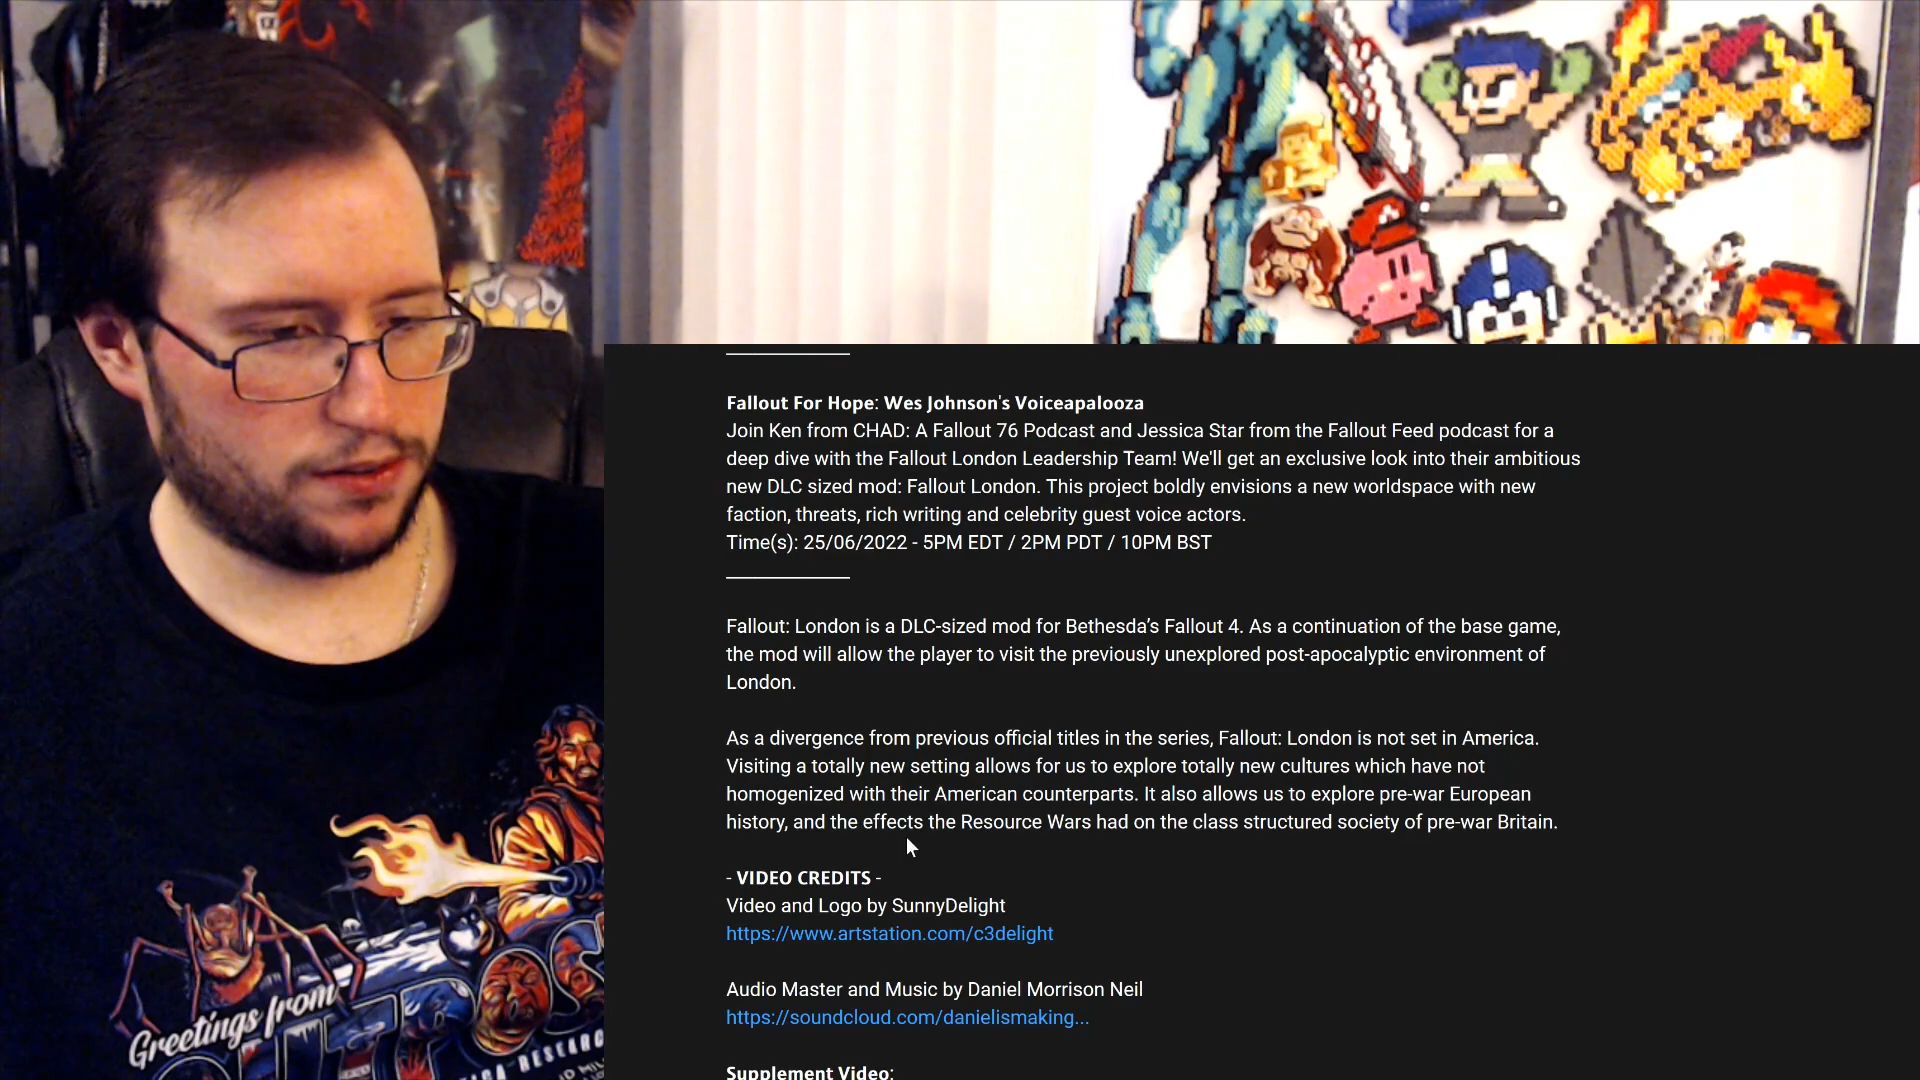 Fallout For Hope: Wes Johnson's Voiceapalooza
Join Ken from CHAD: A Fallout 76 Podcast and Jessica Star from the Fallout Feed podcast for a
deep dive with the Fallout London Leadership Team! We'll get an exclusive look into their ambitious
new DLC sized mod: Fallout London. This project boldly envisions a new worldspace with new
faction, threats, rich writing and celebrity guest voice actors.
Time(s): 25/06/2022 - 5PM EDT / 2PM PDT / 10PM BST
Fallout: London is a DLC-sized mod for Bethesda’s Fallout 4. As a continuation of the base game,
the mod will allow the player to visit the previously unexplored post-apocalyptic environment of
London.
As a divergence from previous official titles in the series, Fallout: London is not set in America.
Visiting a totally new setting allows for us to explore totally new cultures which have not
homogenized with their American counterparts. It also allows us to explore pre-war European
history, and the effects the Resource Wars had on the class structured society of pre-war Britain.
- VIDEO CREDITS -
Video and Logo by SunnyDelight
https://www.artstation.com/c3delight
Audio Master and Music by Daniel Morrison Neil
https://soundcloud.com/danielismaking...
Supplement Video:
Greetings from